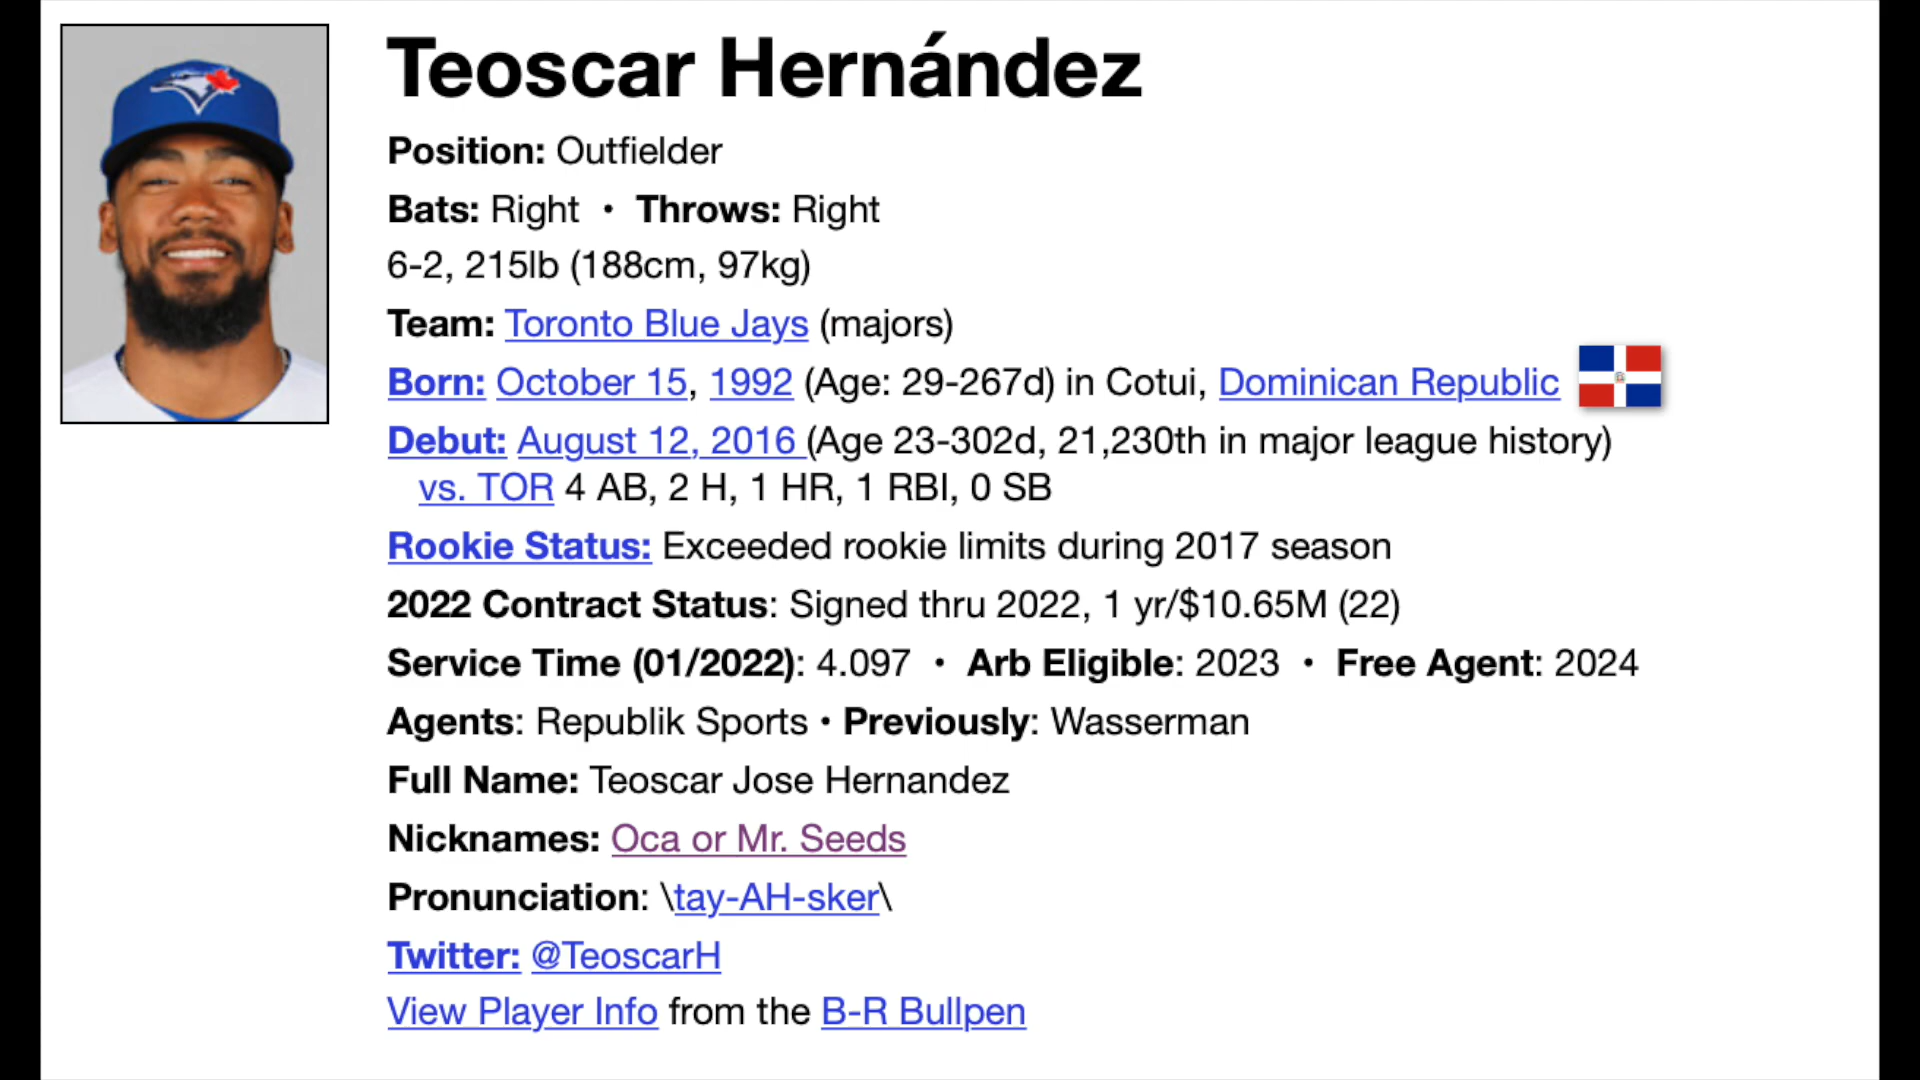 Teoscar Hernández
Position: Outfielder
Bats: Right • Throws: Right
6-2, 215lb (188cm, 97kg)
Team: Toronto Blue Jays (majors)
Born: October 15, 1992 (Age: 29-267d) in Cotui, Dominican Republic
Debut: August 12, 2016 (Age 23-302d, 21,230th in major league history)
vs. TOR 4 AB, 2 H, 1 HR, 1 RBI, 0 SB
Rookie Status: Exceeded rookie limits during 2017 season
2022 Contract Status: Signed thru 2022, 1 yr/$10.65M (22)
Service Time (01/2022): 4.097 • Arb Eligible: 2023 • Free Agent: 2024
Agents: Republik Sports • Previously: Wasserman
Full Name: Teoscar Jose Hernandez
Nicknames: Oca or Mr. Seeds
Pronunciation: \tay-AH-sker\
Twitter: @TeoscarH
View Player Info from the B-R Bullpen